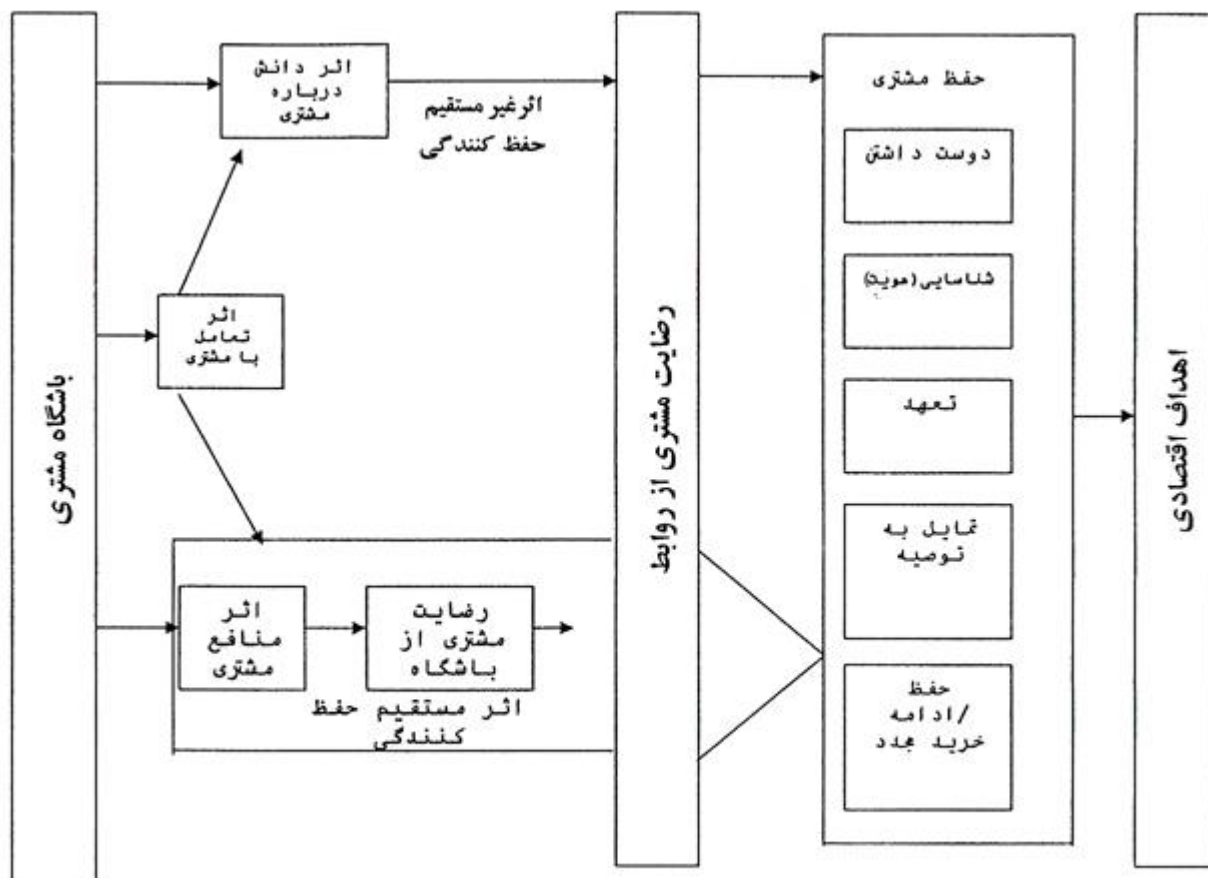 باشگاه مشتری
اثر دانش
درباره
مشتری
اثرغیر مستقیم
حفظ کنندگی
اثر
تعامل
با مشتری
اثر
منافع
مشتری
رضایت
مشتری از
باشگاه
اثر مستقیم حفظ
کنندگی
رضایت مشتری از روابط
حفظ مشتری
دوست داشتن
شناسایی(هویت)
تعهد
تمایل به
توصیه
حفظ
/ادامه
خرید مجدد
اهداف اقتصادی